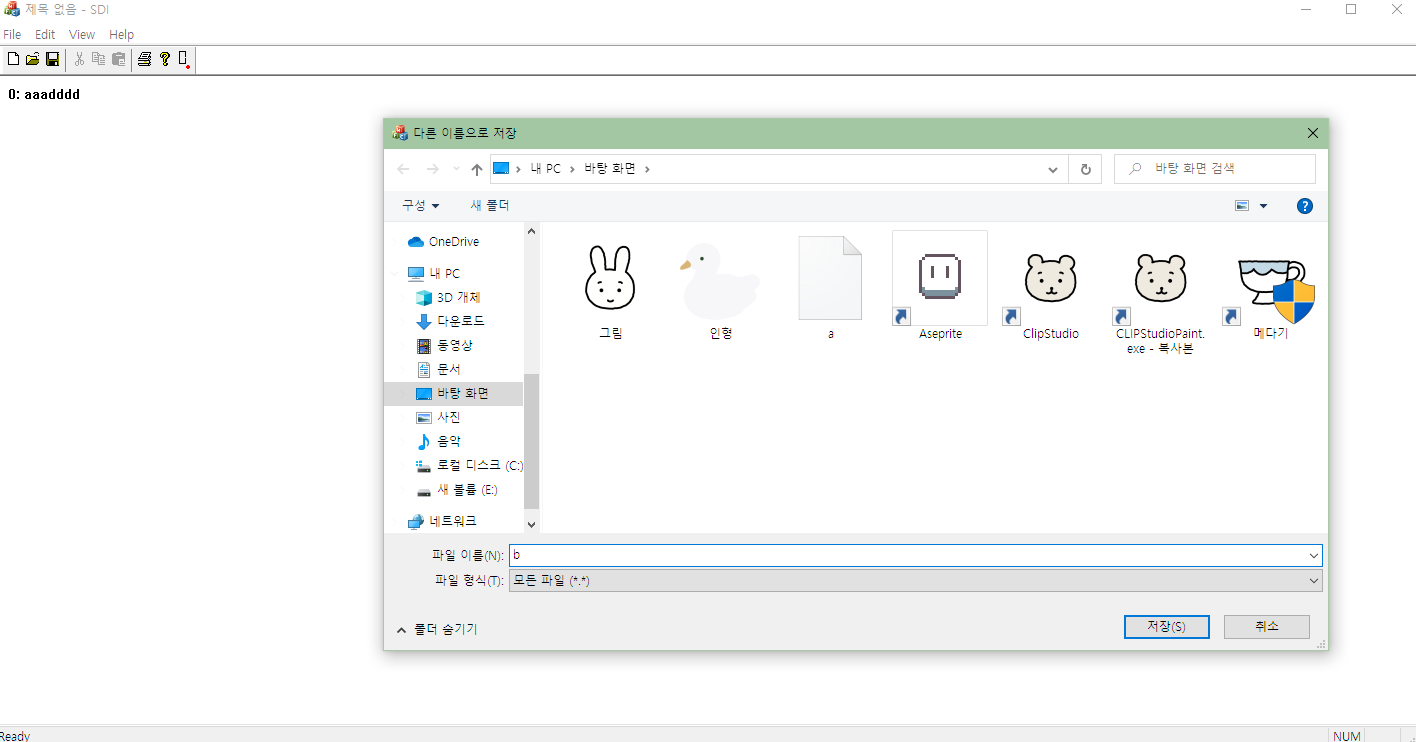 제목 없음 - SDI
File Edit View Help
0: aaadddd
다른 이름으로 저장
내 PC > 바탕 화면 >
바탕 화면 검색
구성 새 폴더
OneDrive
내 PC
3D 개체
다운로드
동영상
문서
바탕 화면
사진
음악
로컬 디스크 (C:)
새 볼륨 (E:)
네트워크
그림
인형
a
Aseprite
ClipStudio
CLIPStudioPaint.
exe - 복사본
메다기
파일 이름(N): b
파일 형식(T): 모든 파일 (*.*)
폴더 숨기기
저장(S) 취소
Ready
NUM